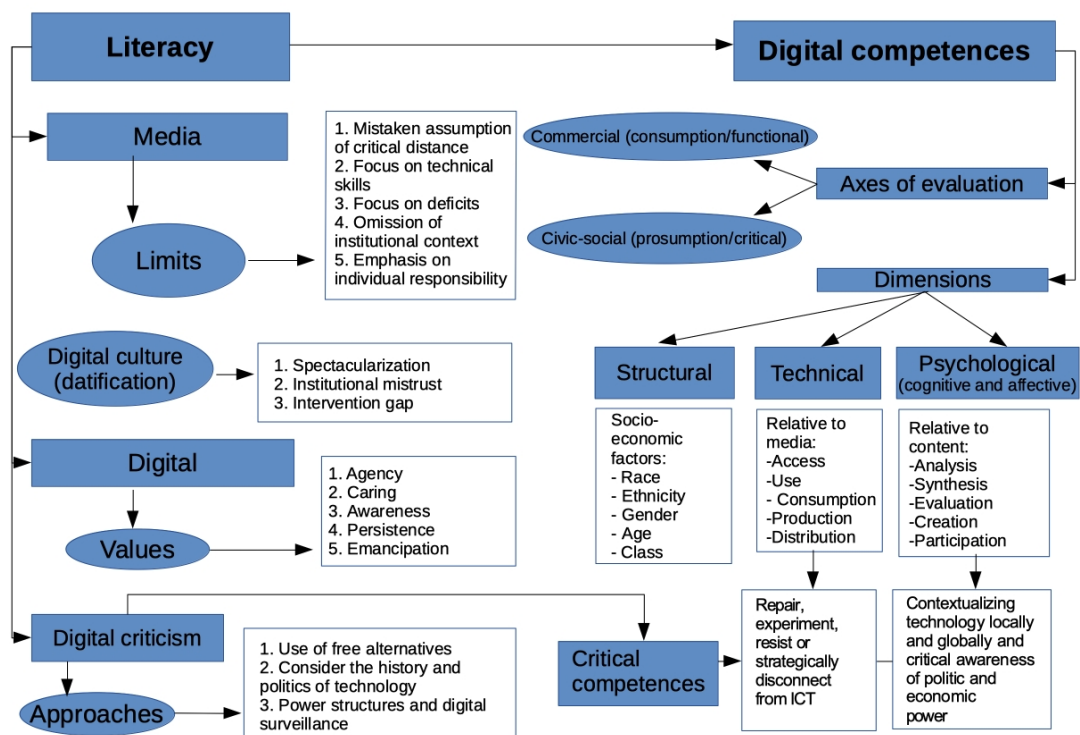 Literacy
Digital competences
Media
1. Mistaken assumption
of critical distance
2. Focus on technical
skills
3. Focus on deficits
4. Omission of
institutional context
5. Emphasis on
individual responsibility
Limits
Commercial (consumption/functional)
Axes of evaluation
Civic-social (prosumption/critical)
Dimensions
Digital culture
(datification)
1. Spectacularization
2. Institutional mistrust
3. Intervention gap
Structural
Technical
Psychological
(cognitive and affective)
Socio-
economic
factors:
- Race
- Ethnicity
- Gender
- Age
- Class
Relative to
media:
-Access
-Use
- Consumption
-Production
-Distribution
Relative to
content:
-Analysis
-Synthesis
-Evaluation
-Creation
-Participation
Digital
1. Agency
2. Caring
3. Awareness
4. Persistence
5. Emancipation
Values
Digital criticism
1. Use of free alternatives
2. Consider the history and
politics of technology
3. Power structures and digital
surveillance
Approaches
Critical
competences
Repair,
experiment,
resist or
strategically
disconnect
from ICT
Contextualizing
technology locally
and globally and
critical awareness
of politic and
economic
power